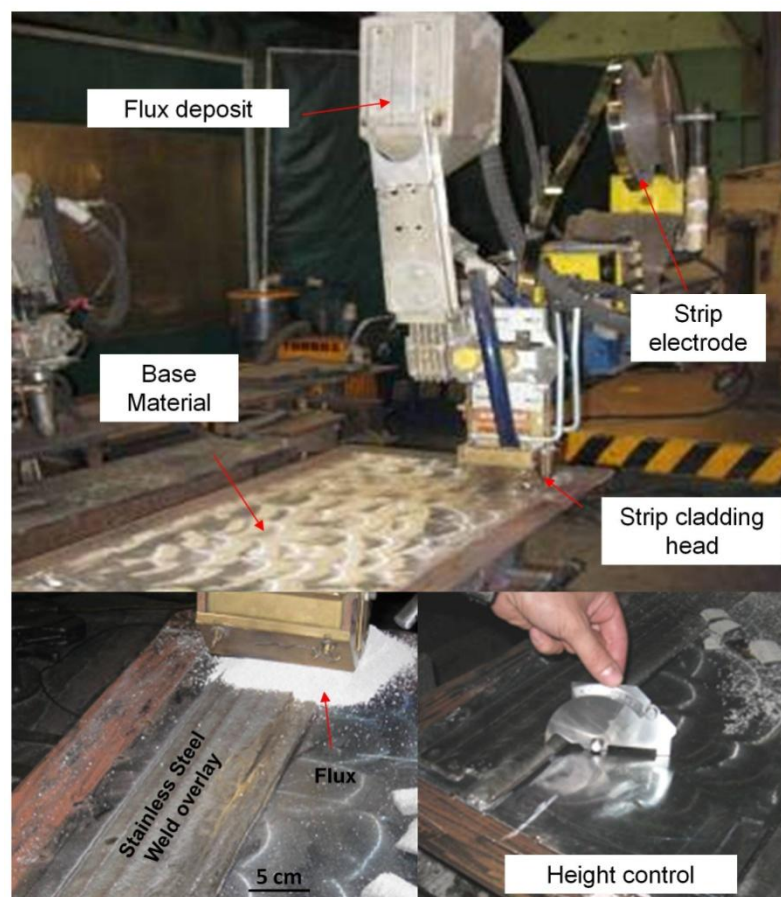 Flux deposit
Strip
electrode
Base
Material
Strip cladding
head
Stainless Steel
Weld overlay
Flux
5 cm
Height control